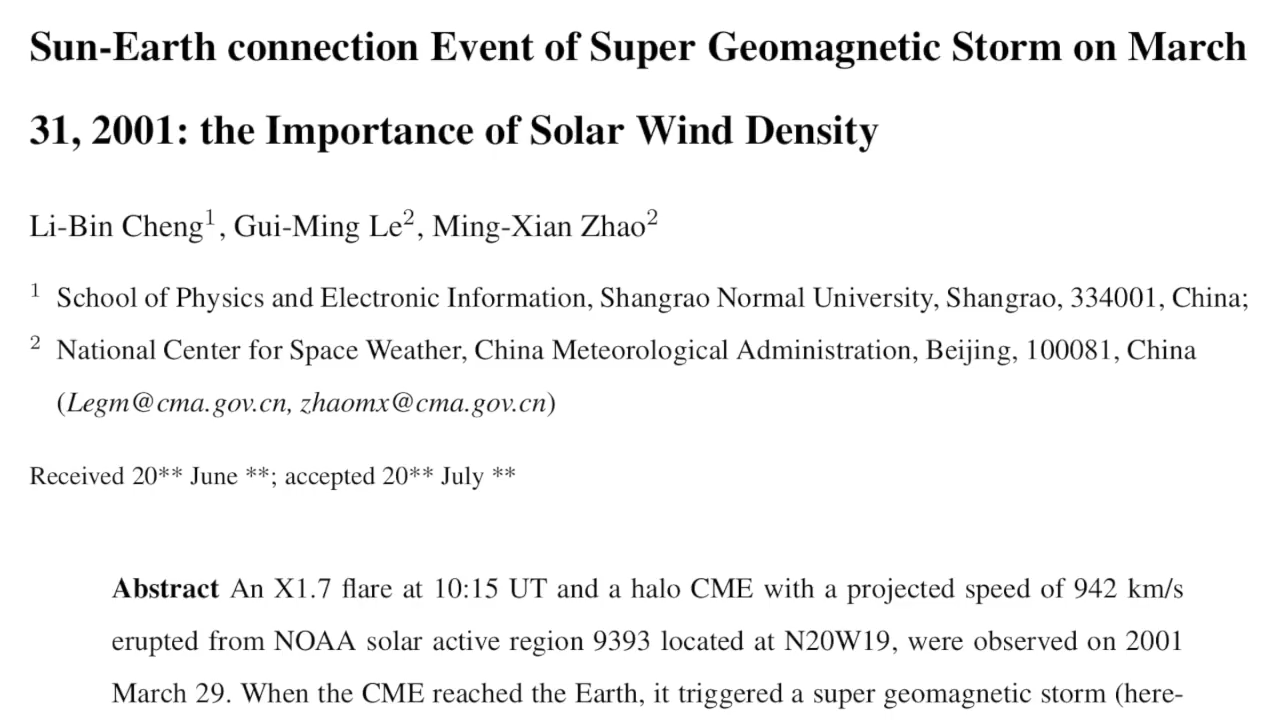 Sun-Earth connection Event of Super Geomagnetic Storm on March
31, 2001: the Importance of Solar Wind Density
Li-Bin Cheng1, Gui-Ming Le2, Ming-Xian Zhao2
1 School of Physics and Electronic Information, Shangrao Normal University, Shangrao, 334001, China;
2 National Center for Space Weather, China Meteorological Administration, Beijing, 100081, China
(Legm@cma.gov.cn, zhaomx@cma.gov.cn)
Received 20** June **; accepted 20** July **
Abstract An X1.7 flare at 10:15 UT and a halo CME with a projected speed of 942 km/s
erupted from NOAA solar active region 9393 located at N20W19, were observed on 2001
March 29. When the CME reached the Earth, it triggered a super geomagnetic storm (here-